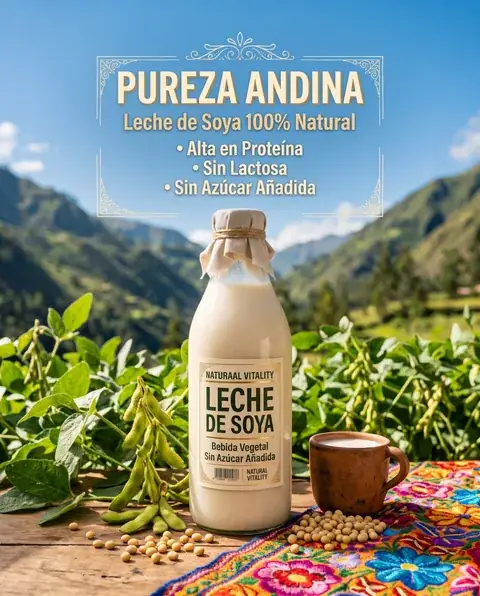 PUREZA ANDINA
Leche de Soya 100% Natural
• Alta en Proteína
• Sin Lactosa
• Sin Azúcar Añadida
NATURAAL VITALITY
LECHE
DE SOYA
Bebida Vegetal
Sin Azúcar Añadida
NATURAL
VITALITY